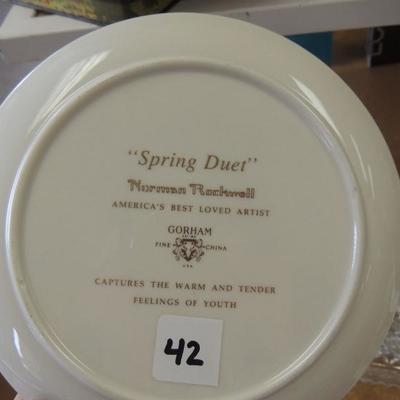 "Spring Duet"
Norman Rockwell
AMERICA'S BEST LOVED ARTIST
GORHAM
FINE CHINA
U.S.A.
CAPTURES THE WARM AND TENDER
FEELINGS OF YOUTH
42